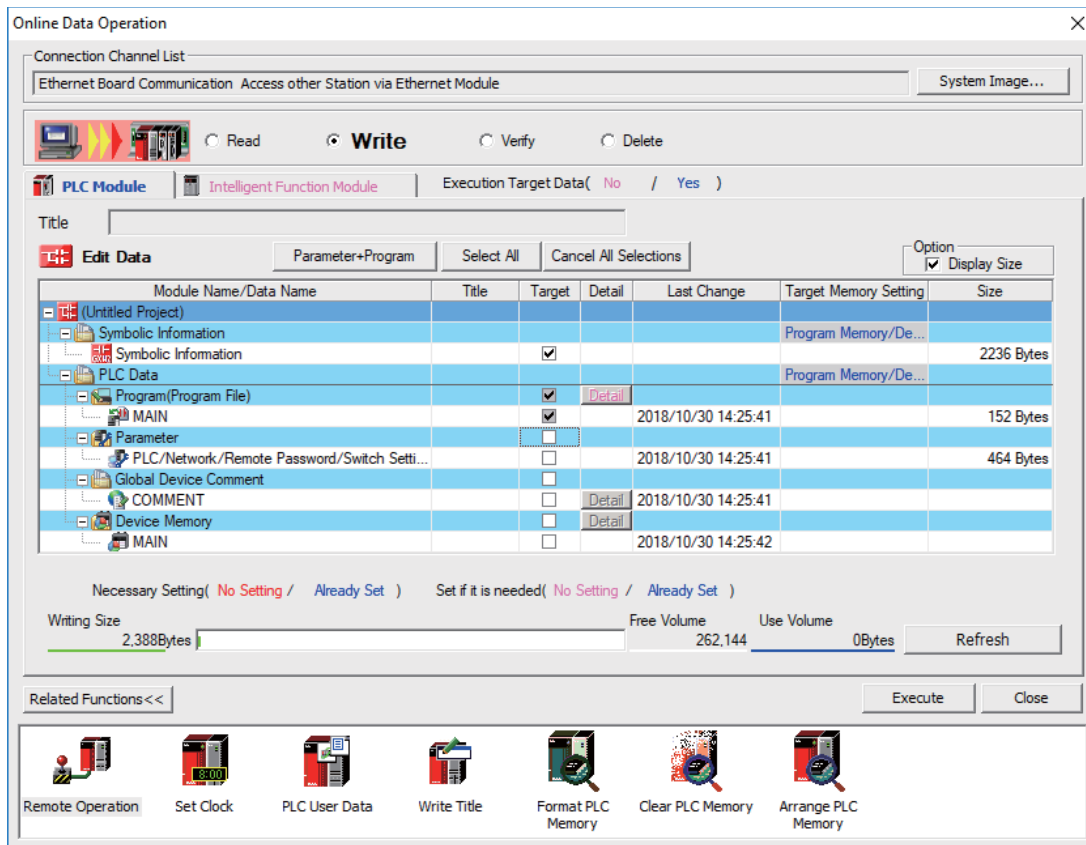 Online Data Operation
Connection Channel List
Ethernet Board Communication Access other Station via Ethernet Module
System Image...
Read Write Verify Delete
PLC Module Intelligent Function Module Execution Target Data( No / Yes )
Title
Edit Data Parameter+Program Select All Cancel All Selections Option
Display Size
Module Name/Data Name Title Target Detail Last Change Target Memory Setting Size
(Untitled Project)
Symbolic Information Program Memory/De...
Symbolic Information 2236 Bytes
PLC Data Program Memory/De...
Program(Program File) Detail
MAIN 2018/10/30 14:25:41 152 Bytes
Parameter
PLC/Network/Remote Password/Switch Setti... 2018/10/30 14:25:41 464 Bytes
Global Device Comment
COMMENT Detail 2018/10/30 14:25:41
Device Memory Detail
MAIN 2018/10/30 14:25:42
Necessary Setting( No Setting / Already Set ) Set if it is needed( No Setting / Already Set )
Writing Size Free Volume Use Volume
2,388Bytes 262,144 0Bytes Refresh
Related Functions<< Execute Close
8:00
Remote Operation Set Clock PLC User Data Write Title Format PLC Clear PLC Memory Arrange PLC
Memory Memory